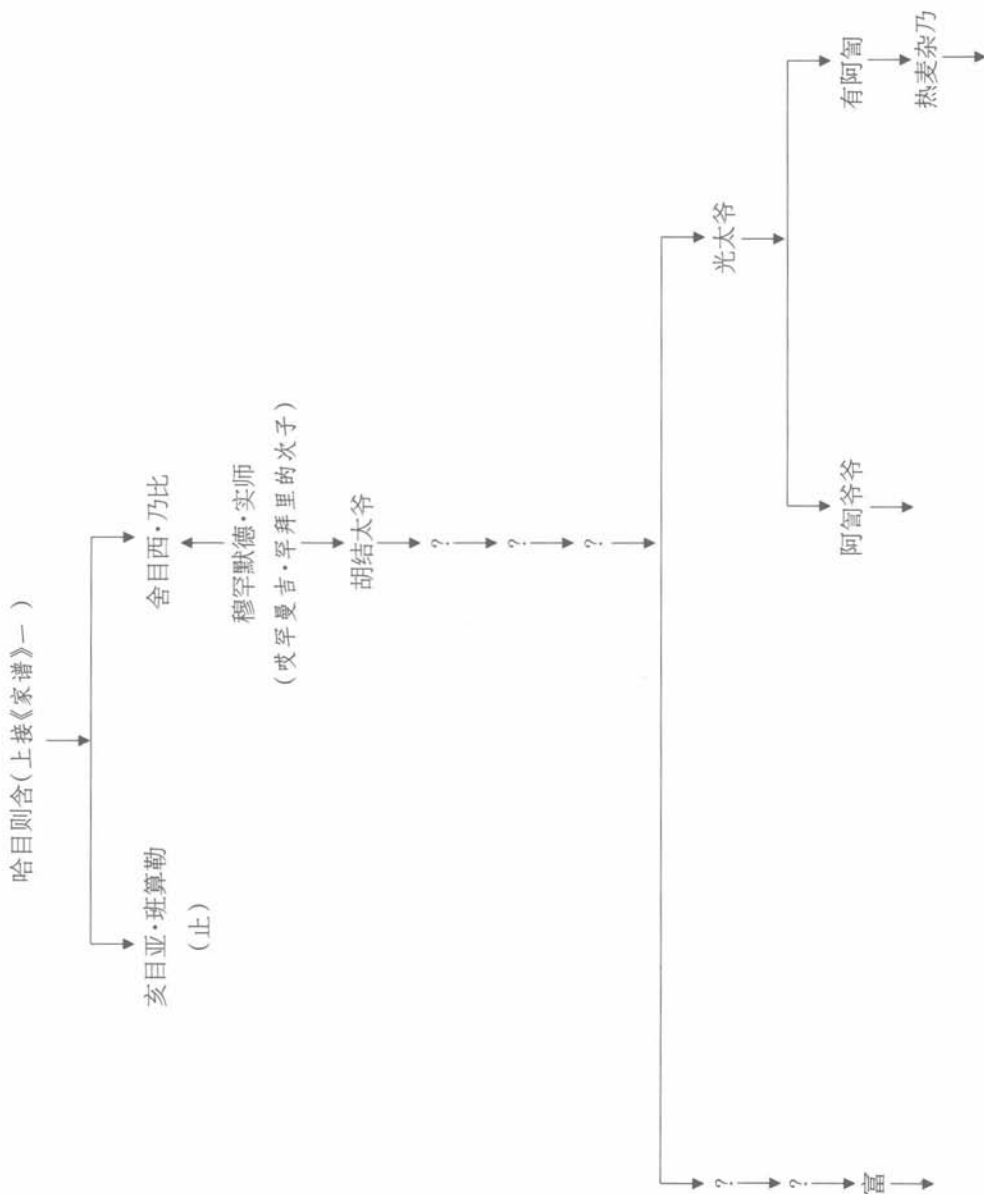 哈目则含(上接《家谱》一)
亥目亚·班算勒
(止)
舍目西·乃比
穆罕默德·实师
(哎罕曼吉·罕拜里的次子)
胡结太爷
?
?
?
?
?
富
光太爷
阿訇爷爷
有阿訇
热麦杂乃